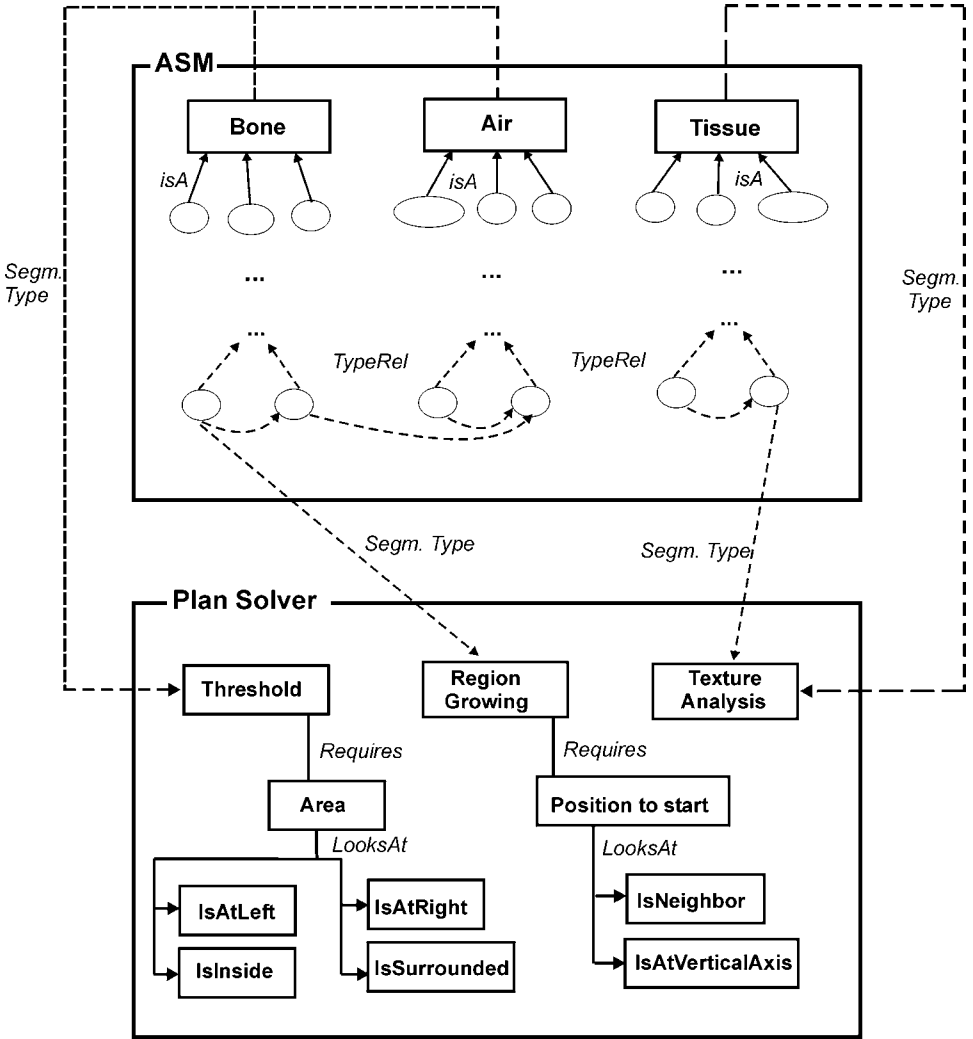 ASM
Bone
Air
Tissue
isA
isA
isA
Segm.
Type
Segm.
Type
...
...
...
...
...
...
TypeRel
TypeRel
Segm. Type
Segm. Type
Plan Solver
Threshold
Region
Growing
Texture
Analysis
Requires
Requires
Area
Position to start
LooksAt
LooksAt
IsAtLeft
IsAtRight
IsNeighbor
IsInside
IsSurrounded
IsAtVerticalAxis